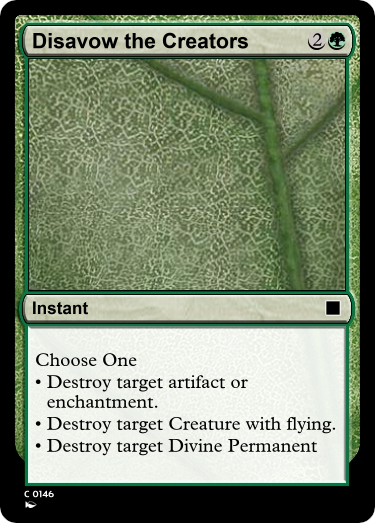 Disavow the Creators 2
Instant
Choose One
• Destroy target artifact or
enchantment.
• Destroy target Creature with flying.
• Destroy target Divine Permanent
C 0146